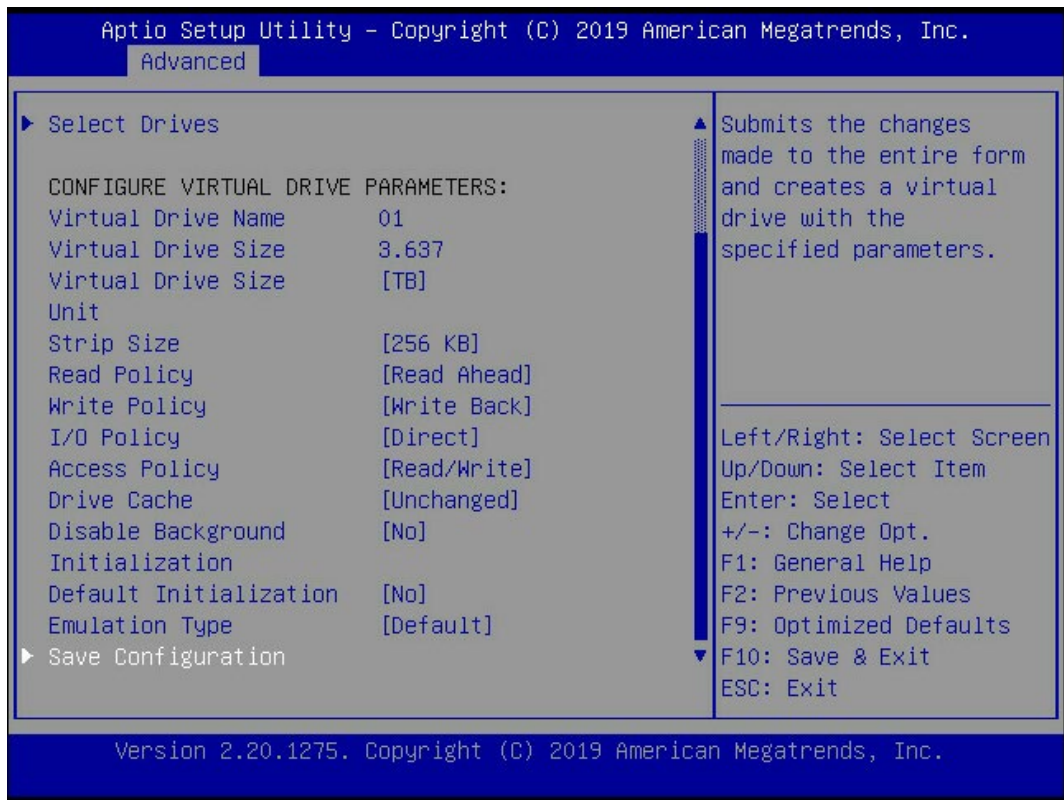 Aptio Setup Utility – Copyright (C) 2019 American Megatrends, Inc.
Advanced
Select Drives
CONFIGURE VIRTUAL DRIVE PARAMETERS:
Virtual Drive Name 01
Virtual Drive Size 3.637
Virtual Drive Size [TB]
Unit
Strip Size [256 KB]
Read Policy [Read Ahead]
Write Policy [Write Back]
I/O Policy [Direct]
Access Policy [Read/Write]
Drive Cache [Unchanged]
Disable Background [No]
Initialization
Default Initialization [No]
Emulation Type [Default]
Save Configuration
Submits the changes
made to the entire form
and creates a virtual
drive with the
specified parameters.
Left/Right: Select Screen
Up/Down: Select Item
Enter: Select
+/-: Change Opt.
F1: General Help
F2: Previous Values
F9: Optimized Defaults
F10: Save & Exit
ESC: Exit
Version 2.20.1275. Copyright (C) 2019 American Megatrends, Inc.